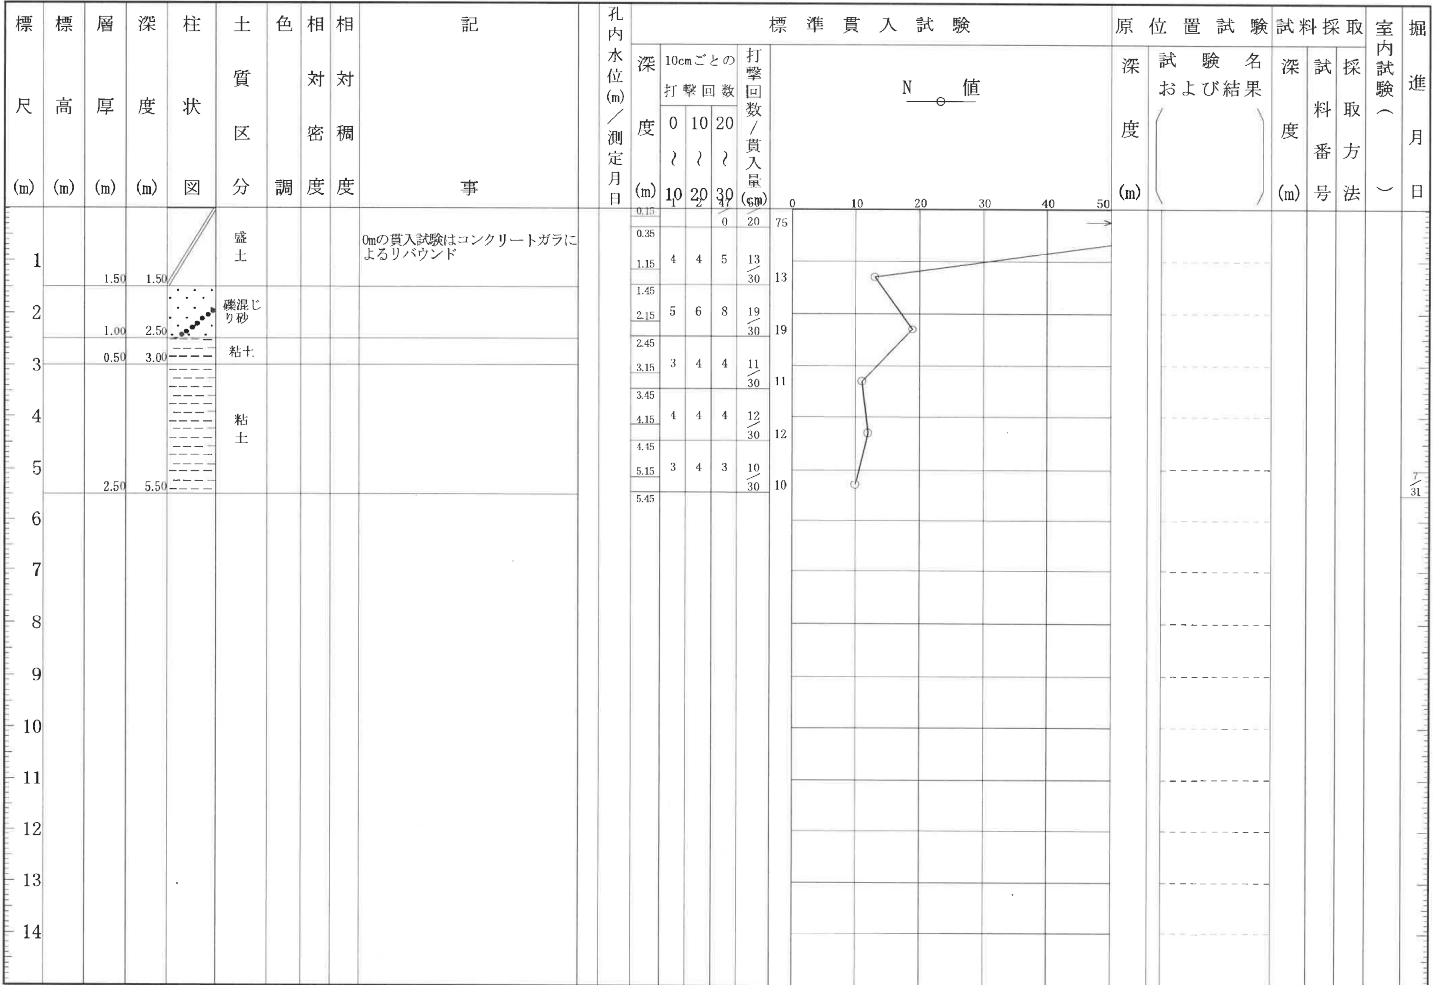 標尺(m)
標高(m)
層厚(m)
深度(m)
柱状図
土質区分
色調
相対密度
相対稠度
記事
孔内水位(m)／測定月日
標準貫入試験
深度(m)
10cmごとの
打撃回数
0〜10
10〜20
20〜30
打撃回数/貫入量(cm)
N 値
0 10 20 30 40 50
原位置試験
深度(m)
試験名
および結果
試料採取
深度(m)
試料番号
採取方法
室内試験( )
掘進月日
盛土
0mの貫入試験はコンクリートガラに
よるリバウンド
1.50 1.50
礫混じ
り砂
1.00 2.50
粘土
0.50 3.00
粘土
2.50 5.50
1
2
3
4
5
6
7
8
9
10
11
12
13
14
0.15 1 2 47/0 50/20 75
0.35
1.15 4 4 5 13/30 13
1.45
2.15 5 6 8 19/30 19
2.45
3.15 3 4 4 11/30 11
3.45
4.15 4 4 4 12/30 12
4.45
5.15 3 4 3 10/30 10
5.45
7/31